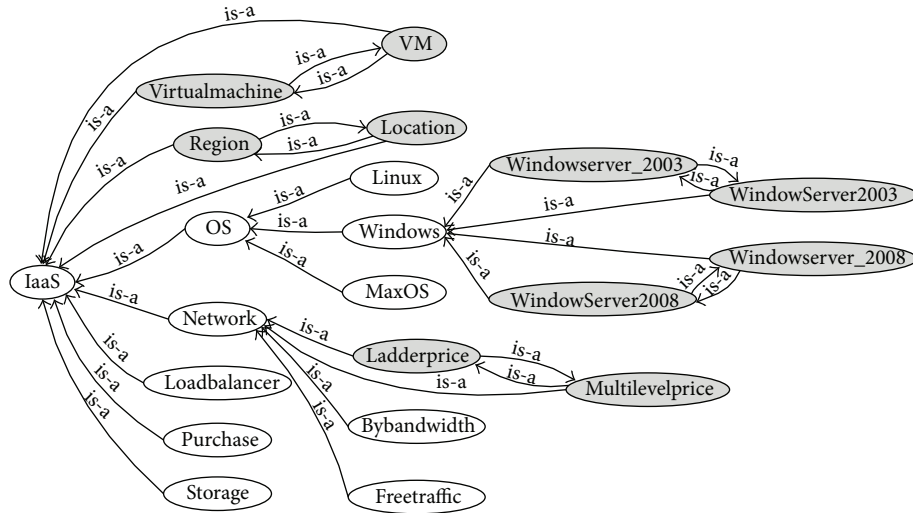 is-a
VM
is-a
is-a
Virtualmachine
is-a
is-a
Region
Location
is-a
is-a
is-a
Linux
is-a
OS
is-a
Windows
is-a
MaxOS
is-a
Windowserver_2003
is-a
is-a
WindowServer2003
is-a
is-a
is-a
Windowserver_2008
is-a
is-a
WindowServer2008
is-a
IaaS
is-a
Network
is-a
Ladderprice
is-a
is-a
Multilevelprice
is-a
is-a
Loadbalancer
is-a
Bybandwidth
is-a
Purchase
is-a
Freetraffic
is-a
Storage